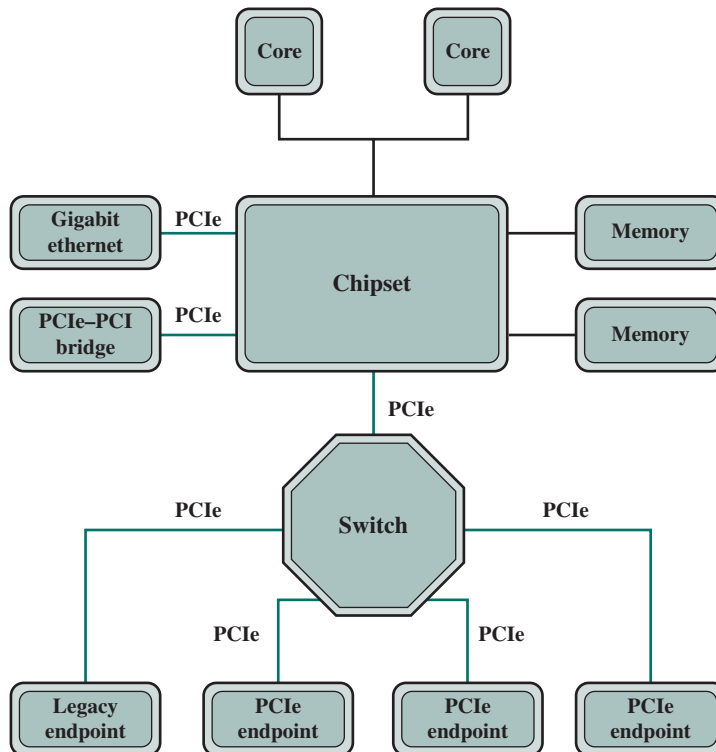 Core
Core
Gigabit
ethernet
PCIe
Memory
Chipset
PCIe–PCI
bridge
PCIe
Memory
PCIe
PCIe
Switch
PCIe
PCIe
PCIe
Legacy
endpoint
PCIe
endpoint
PCIe
endpoint
PCIe
endpoint